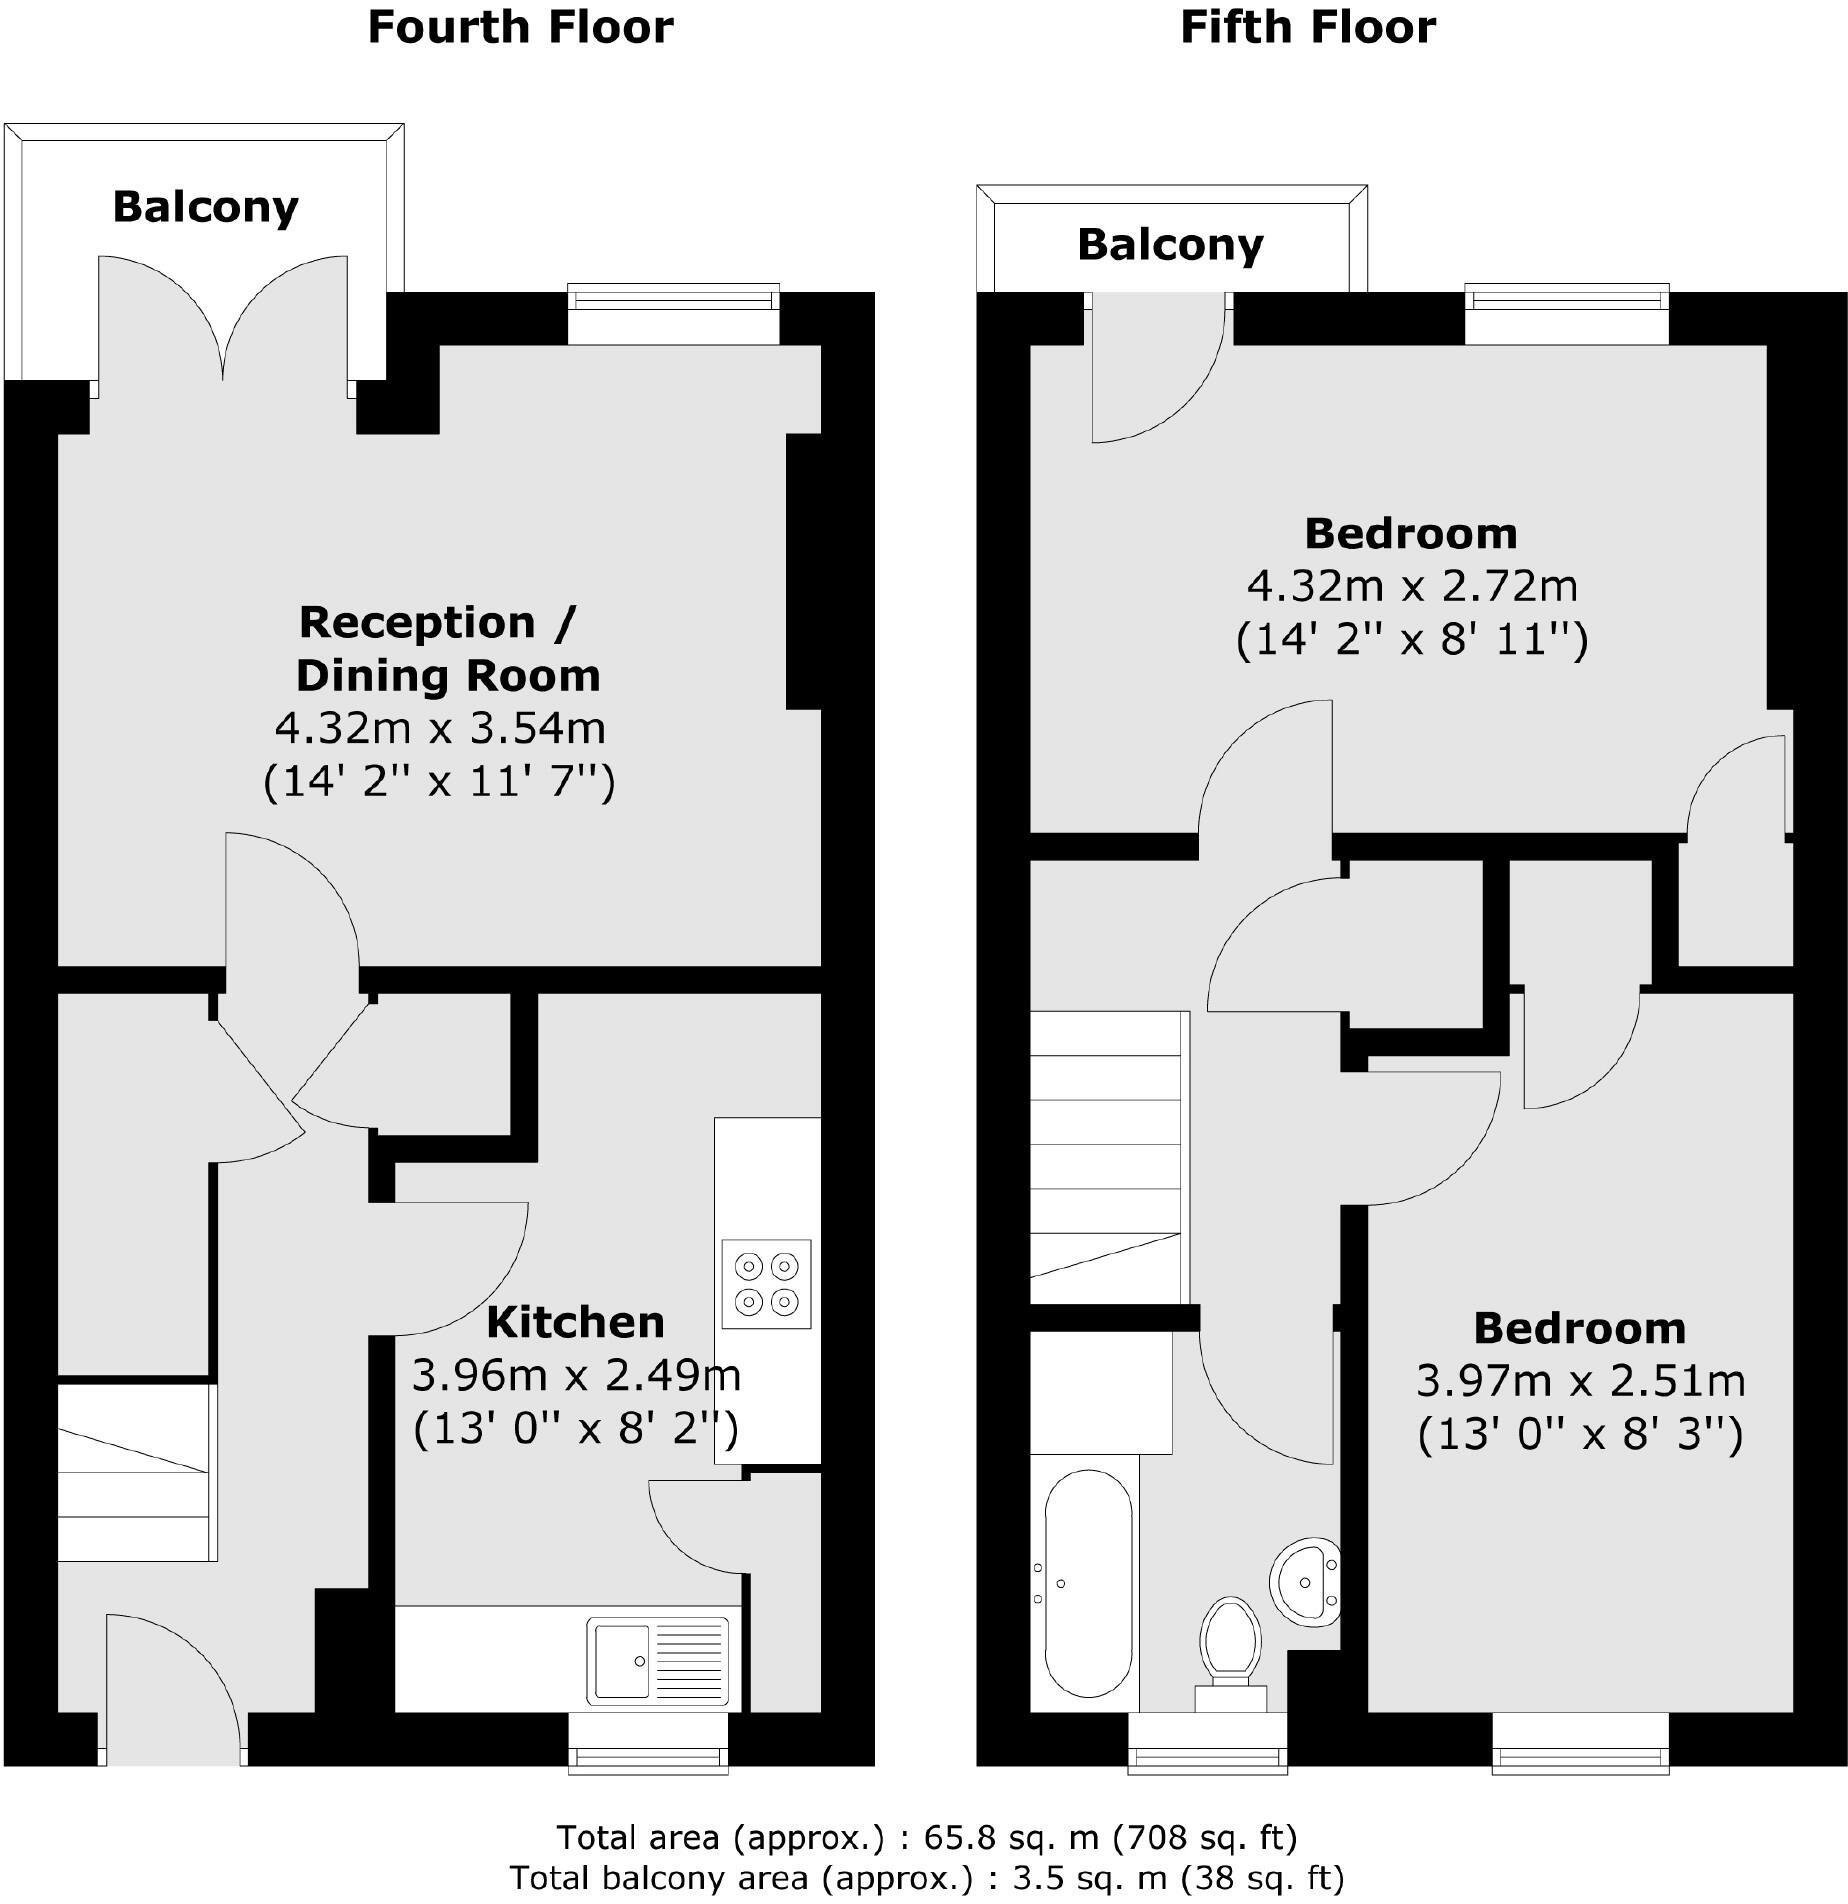 Fourth Floor
Fifth Floor
Balcony
Balcony
Reception /
Dining Room
4.32m x 3.54m
(14' 2'' x 11' 7'')
Bedroom
4.32m x 2.72m
(14' 2'' x 8' 11'')
Kitchen
3.96m x 2.49m
(13' 0'' x 8' 2'')
Bedroom
3.97m x 2.51m
(13' 0'' x 8' 3'')
Total area (approx.) : 65.8 sq. m (708 sq. ft)
Total balcony area (approx.) : 3.5 sq. m (38 sq. ft)